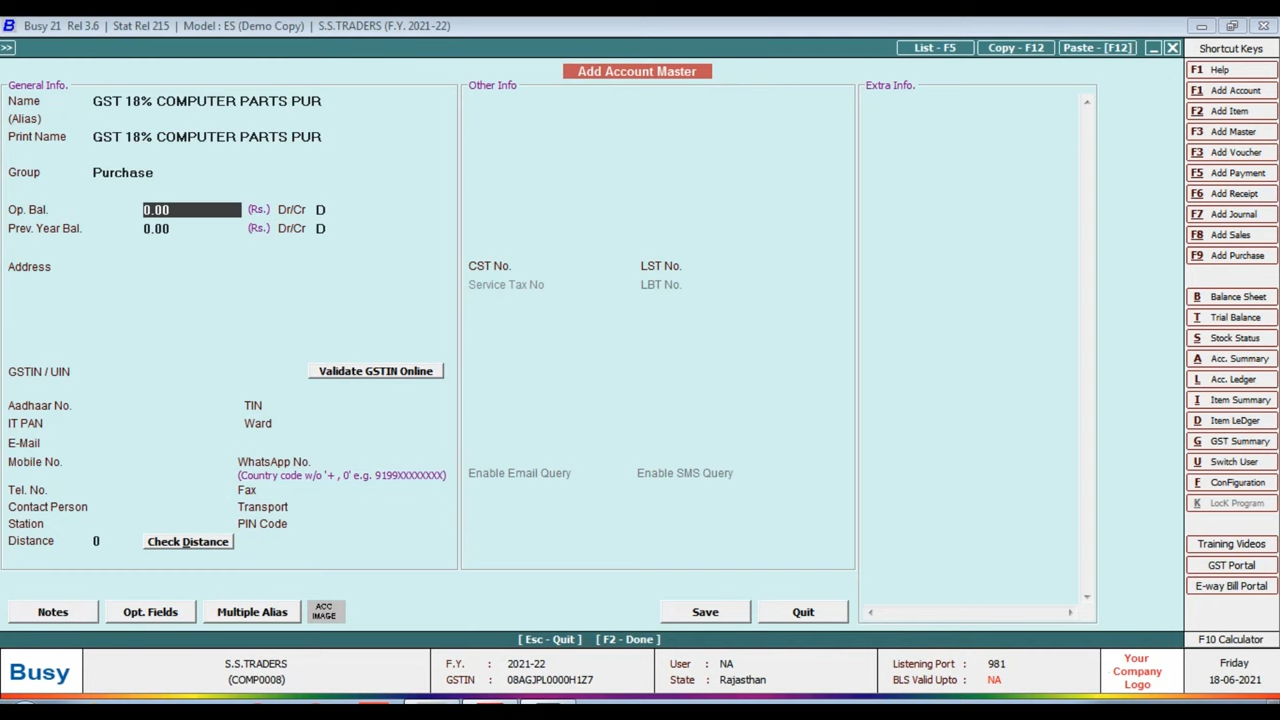 B Busy 21 Rel 3.6 | Stat Rel 215 | Model : ES (Demo Copy) | S.S.TRADERS (F.Y. 2021-22)
>> List - F5 Copy - F12 Paste - [F12] Shortcut Keys
Add Account Master
General Info.
Name GST 18% COMPUTER PARTS PUR
(Alias)
Print Name GST 18% COMPUTER PARTS PUR
Group Purchase
Op. Bal. 0.00 (Rs.) Dr/Cr D
Prev. Year Bal. 0.00 (Rs.) Dr/Cr D
Address
GSTIN / UIN Validate GSTIN Online
Aadhaar No. TIN
IT PAN Ward
E-Mail
Mobile No. WhatsApp No.
(Country code w/o '+ , 0' e.g. 9199XXXXXXXX)
Tel. No. Fax
Contact Person Transport
Station PIN Code
Distance 0 Check Distance
Other Info
CST No. LST No.
Service Tax No LBT No.
Enable Email Query Enable SMS Query
Extra Info.
Notes Opt. Fields Multiple Alias ACC IMAGE Save Quit
[ Esc - Quit ] [ F2 - Done ]
F1 Help
F1 Add Account
F2 Add Item
F3 Add Master
F3 Add Voucher
F5 Add Payment
F6 Add Receipt
F7 Add Journal
F8 Add Sales
F9 Add Purchase
B Balance Sheet
T Trial Balance
S Stock Status
A Acc. Summary
L Acc. Ledger
I Item Summary
D Item LeDger
G GST Summary
U Switch User
F ConFiguration
K LocK Program
Training Videos
GST Portal
E-way Bill Portal
F10 Calculator
Busy
S.S.TRADERS
(COMP0008)
F.Y. : 2021-22
GSTIN : 08AGJPL0000H1Z7
User : NA
State : Rajasthan
Listening Port : 981
BLS Valid Upto : NA
Your
Company
Logo
Friday
18-06-2021